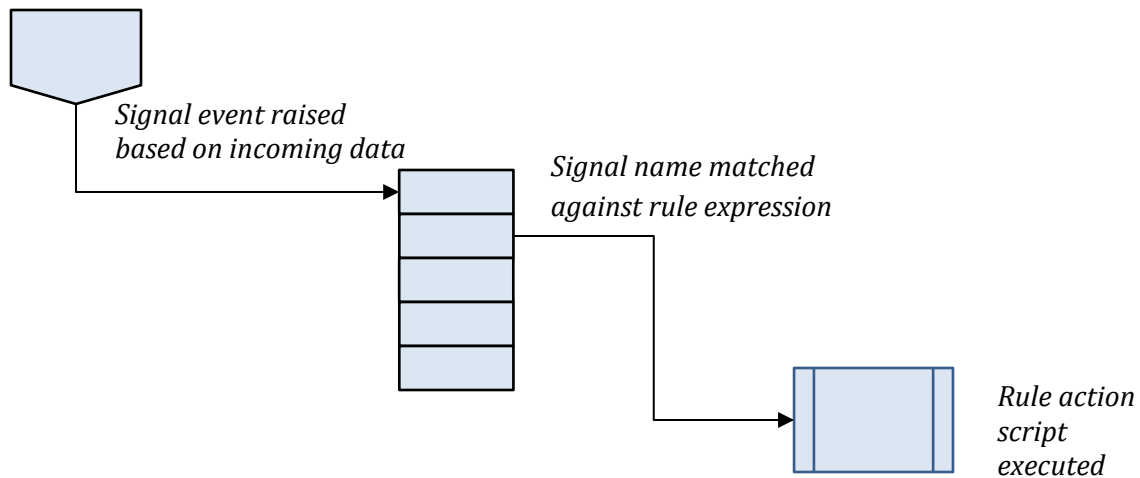 Signal event raised
based on incoming data
Signal name matched
against rule expression
Rule action
script
executed